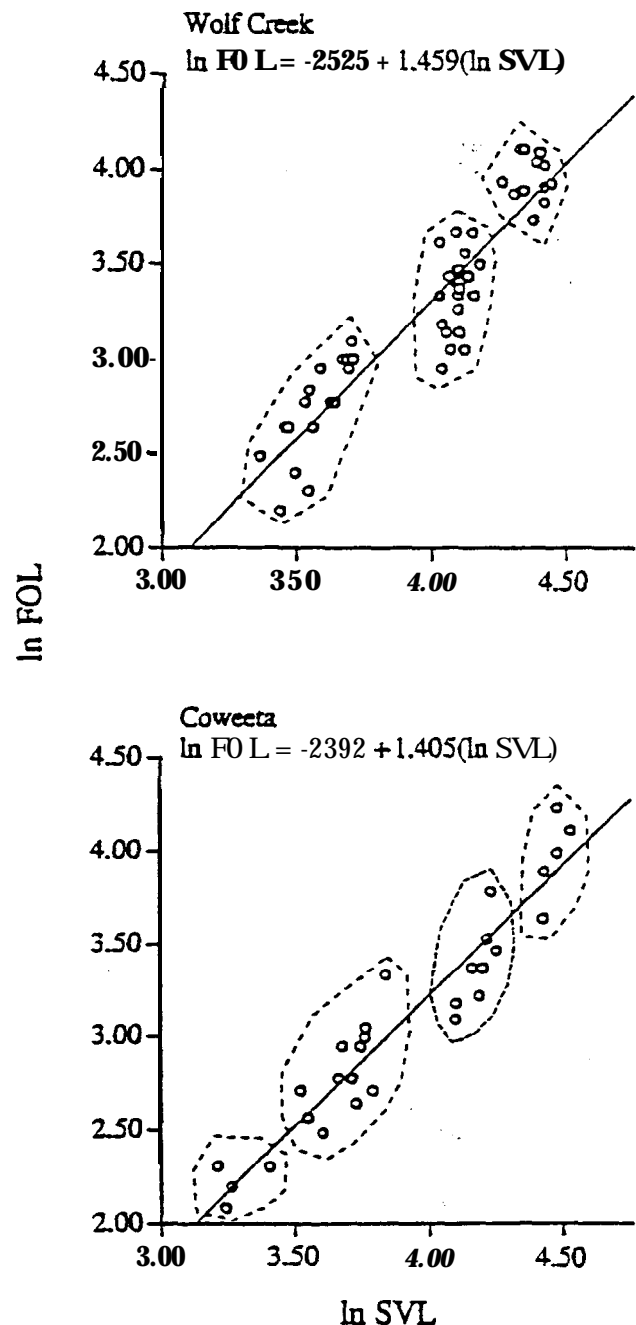 Wolf Creek
ln F0 L = -2525 + 1.459(ln SVL)
4.50
4.00
3.50
3.00-
2.50
2.00
3.00 350 4.00 4.50
ln FOL
Coweeta
ln F0 L = -2392 + 1.405(ln SVL)
4.50
4.00
3.50
3.00
2.50
2.00
3.00 3.50 4.00 4.50
ln SVL